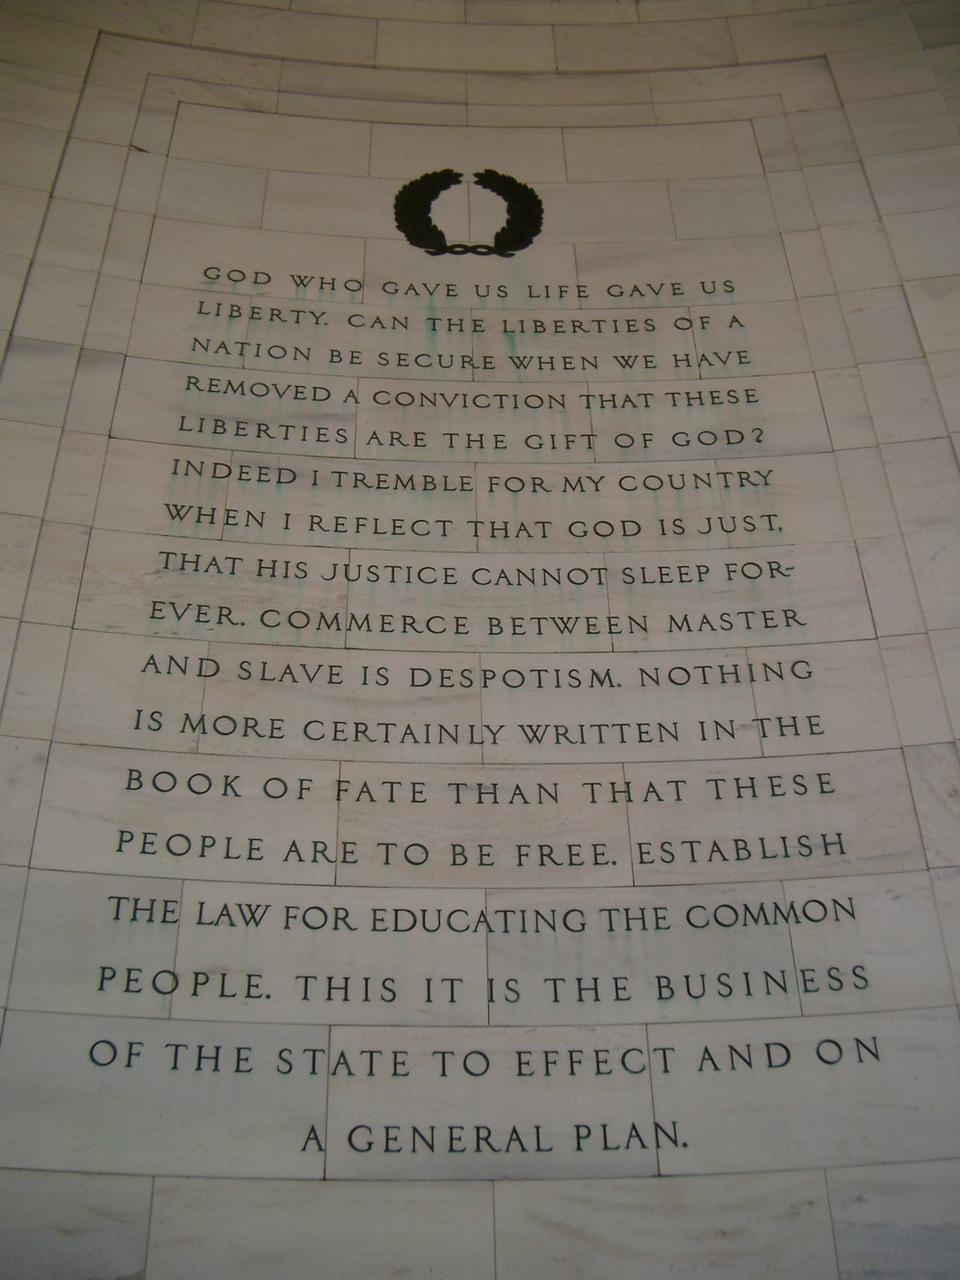 GOD WHO GAVE US LIFE GAVE US
LIBERTY. CAN THE LIBERTIES OF A
NATION BE SECURE WHEN WE HAVE
REMOVED A CONVICTION THAT THESE
LIBERTIES ARE THE GIFT OF GOD?
INDEED I TREMBLE FOR MY COUNTRY
WHEN I REFLECT THAT GOD IS JUST,
THAT HIS JUSTICE CANNOT SLEEP FOR-
EVER. COMMERCE BETWEEN MASTER
AND SLAVE IS DESPOTISM. NOTHING
IS MORE CERTAINLY WRITTEN IN THE
BOOK OF FATE THAN THAT THESE
PEOPLE ARE TO BE FREE. ESTABLISH
THE LAW FOR EDUCATING THE COMMON
PEOPLE. THIS IT IS THE BUSINESS
OF THE STATE TO EFFECT AND ON
A GENERAL PLAN.